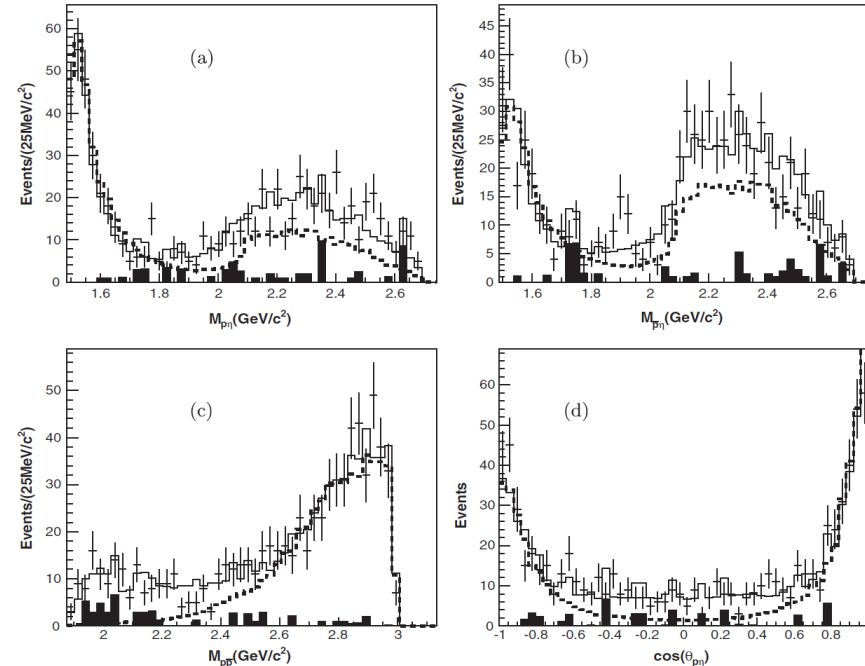 (a)
Events/(25MeV/c²)
60
50
40
30
20
10
0
1.6 1.8 2 2.2 2.4 2.6
M_pη(GeV/c²)
(b)
Events/(25MeV/c²)
45
40
35
30
25
20
15
10
5
0
1.6 1.8 2 2.2 2.4 2.6
M_p̄η(GeV/c²)
(c)
Events/(25MeV/c²)
50
40
30
20
10
0
2 2.2 2.4 2.6 2.8 3
M_pp̄(GeV/c²)
(d)
Events
60
50
40
30
20
10
0
-1 -0.8 -0.6 -0.4 -0.2 0 0.2 0.4 0.6 0.8
cos(θ_pη)